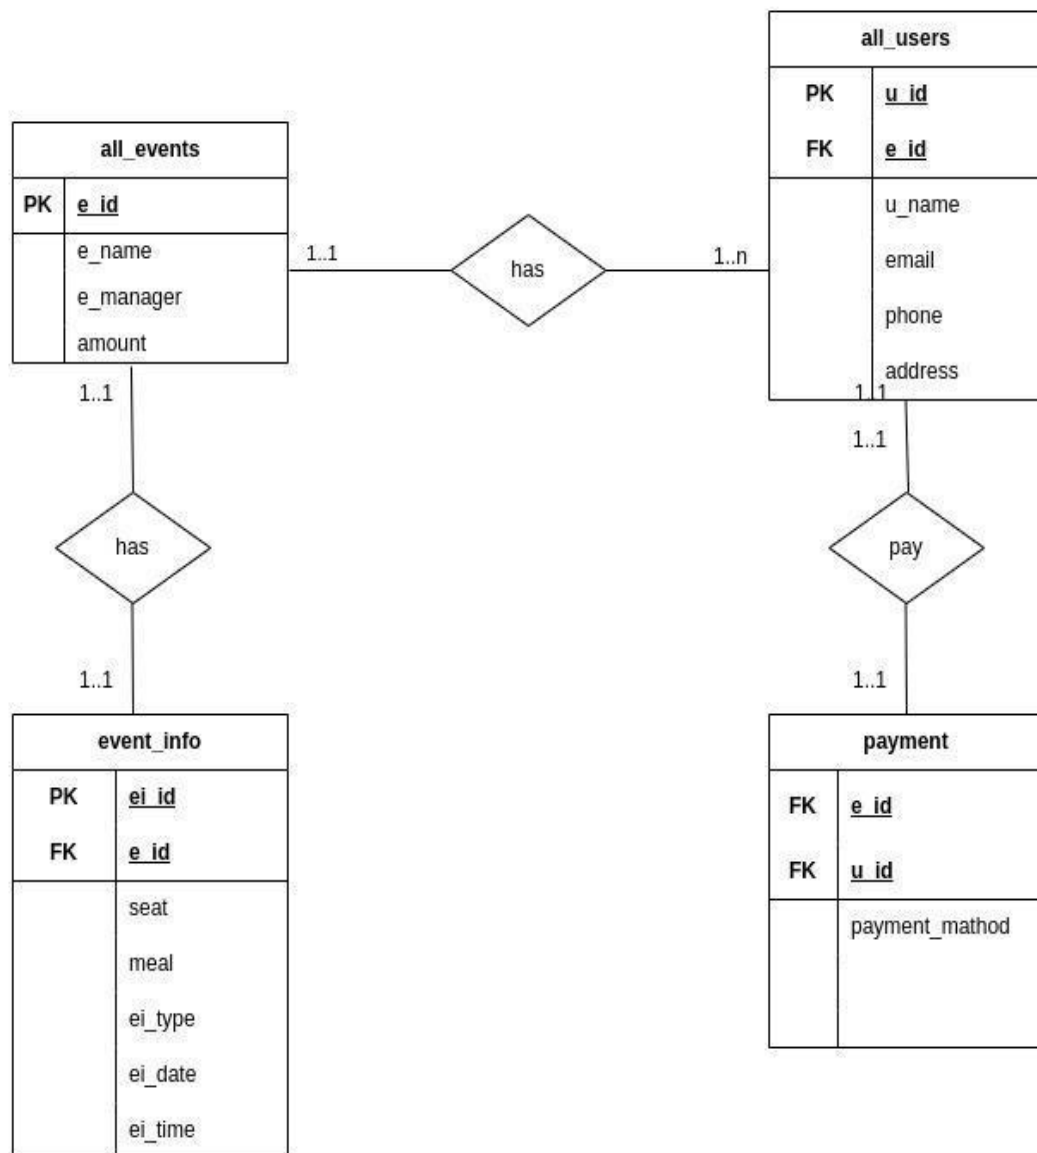 all_users
PK u_id
FK e_id
u_name
email
phone
address
1..1
1..1
all_events
PK e_id
e_name
e_manager
amount
1..1
has
1..n
1..1
has
1..1
pay
1..1
event_info
PK ei_id
FK e_id
seat
meal
ei_type
ei_date
ei_time
payment
FK e_id
FK u_id
payment_mathod